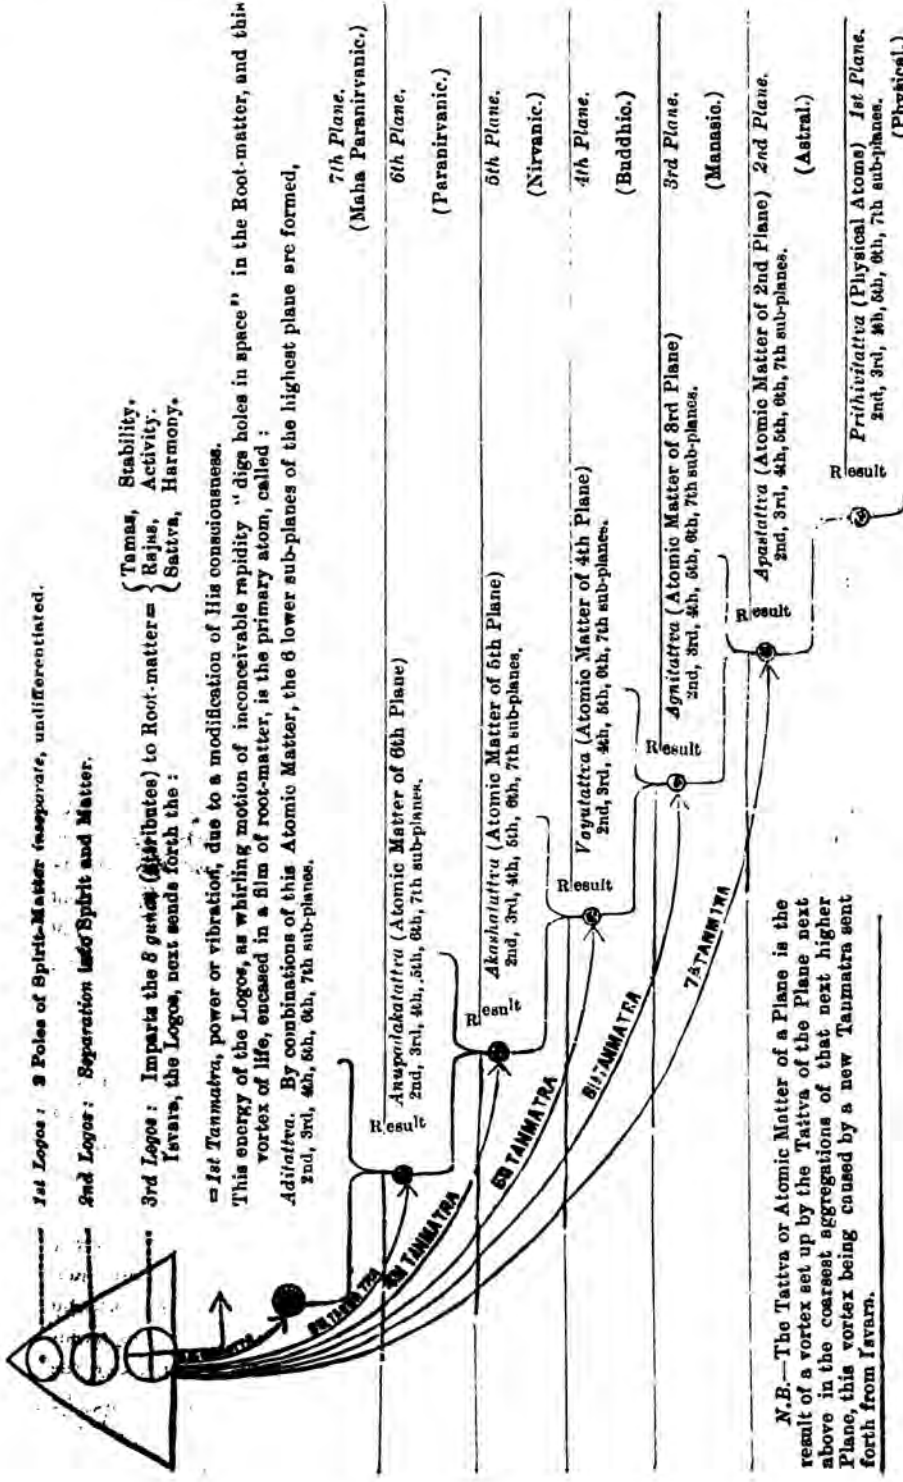 1st Logos : 2 Poles of Spirit-Matter inseparate, undifferentiated.
2nd Logos : Separation into Spirit and Matter.
3rd Logos : Imparts the 3 gunas (Attributes) to Root-matter =
Tamas, Stability.
Rajas, Activity.
Sattva, Harmony.
Isvara, the Logos, next sends forth the :
= 1st Tanmatra, power or vibration, due to a modification of His consciousness.
This energy of the Logos, as whirling motion of inconceivable rapidity "digs holes in space" in the Root-matter, and this
vortex of life, encased in a film of root-matter, is the primary atom, called :
Aditattva. By combinations of this Atomic Matter, the 6 lower sub-planes of the highest plane are formed,
2nd, 3rd, 4th, 5th, 6th, 7th sub-planes.
7th Plane.
(Maha Paranirvanic.)
6th Plane.
(Paranirvanic.)
Result
Anupadakatattva (Atomic Matter of 6th Plane)
2nd, 3rd, 4th, 5th, 6th, 7th sub-planes.
TANMATRA
5th Plane.
(Nirvanic.)
Result
Akashatattva (Atomic Matter of 5th Plane)
2nd, 3rd, 4th, 5th, 6th, 7th sub-planes.
TANMATRA
4th Plane.
(Buddhic.)
Result
Vayutattva (Atomic Matter of 4th Plane)
2nd, 3rd, 4th, 5th, 6th, 7th sub-planes.
TANMATRA
3rd Plane.
(Manasic.)
Result
Agnitattva (Atomic Matter of 3rd Plane)
2nd, 3rd, 4th, 5th, 6th, 7th sub-planes.
TANMATRA
2nd Plane.
(Astral.)
Result
Apastattva (Atomic Matter of 2nd Plane)
2nd, 3rd, 4th, 5th, 6th, 7th sub-planes.
1st Plane.
(Physical.)
Result
Prithivitattva (Physical Atoms)
2nd, 3rd, 4th, 5th, 6th, 7th sub-planes.
N.B.—The Tattva or Atomic Matter of a Plane is the
result of a vortex set up by the Tattva of the Plane next
above in the coarsest aggregations of that next higher
Plane, this vortex being caused by a new Tanmatra sent
forth from Isvara.